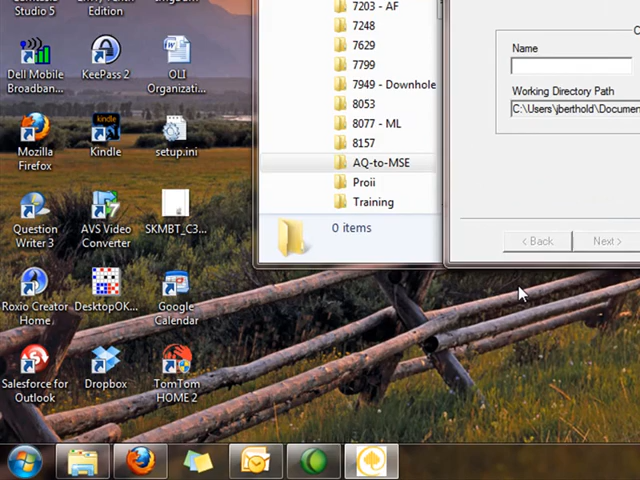 Studio 5
Kindle
Dell Mobile
Broadban...
KeePass 2
OLI
Organizati...
Mozilla
Firefox
kindle
Kindle
setup.ini
Question
Writer 3
AVS Video
Converter
SKMBT_C3...
Roxio Creator
Home
DesktopOK...
Google
Calendar
Salesforce for
Outlook
Dropbox
TomTom
HOME 2
7203 - AF
7248
7629
7799
7949 - Downhole
8053
8077 - ML
8157
AQ-to-MSE
Proii
Training
0 items
Name
Working Directory Path
C:\Users\jberthold\Documen
< Back
Next >